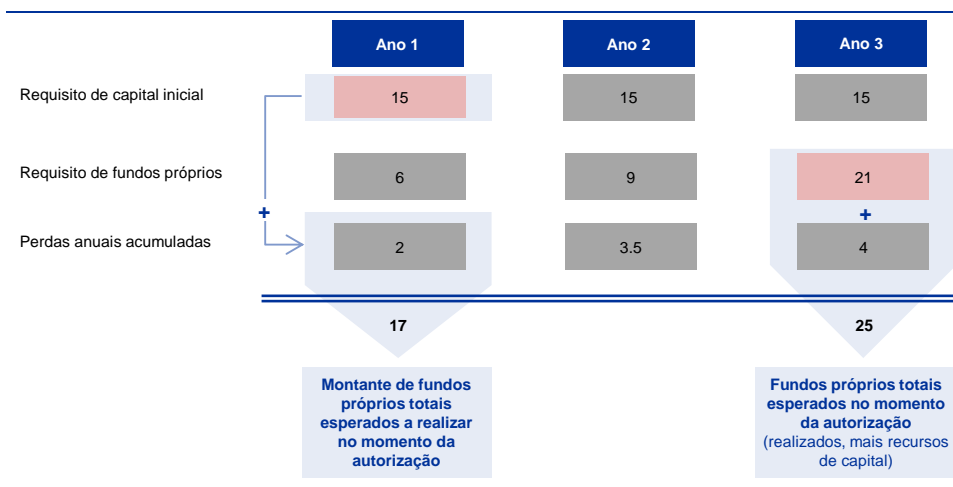 Ano 1
Ano 2
Ano 3
Requisito de capital inicial
15
15
15
Requisito de fundos próprios
6
9
21
+
+
Perdas anuais acumuladas
2
3.5
4
17
25
Montante de fundos
próprios totais
esperados a realizar
no momento da
autorização
Fundos próprios totais
esperados no momento
da autorização
(realizados, mais recursos
de capital)